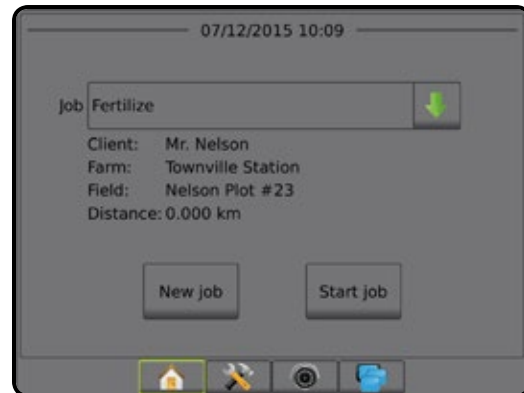 07/12/2015 10:09
Job Fertilize
Client: Mr. Nelson
Farm: Townville Station
Field: Nelson Plot #23
Distance: 0.000 km
New job Start job